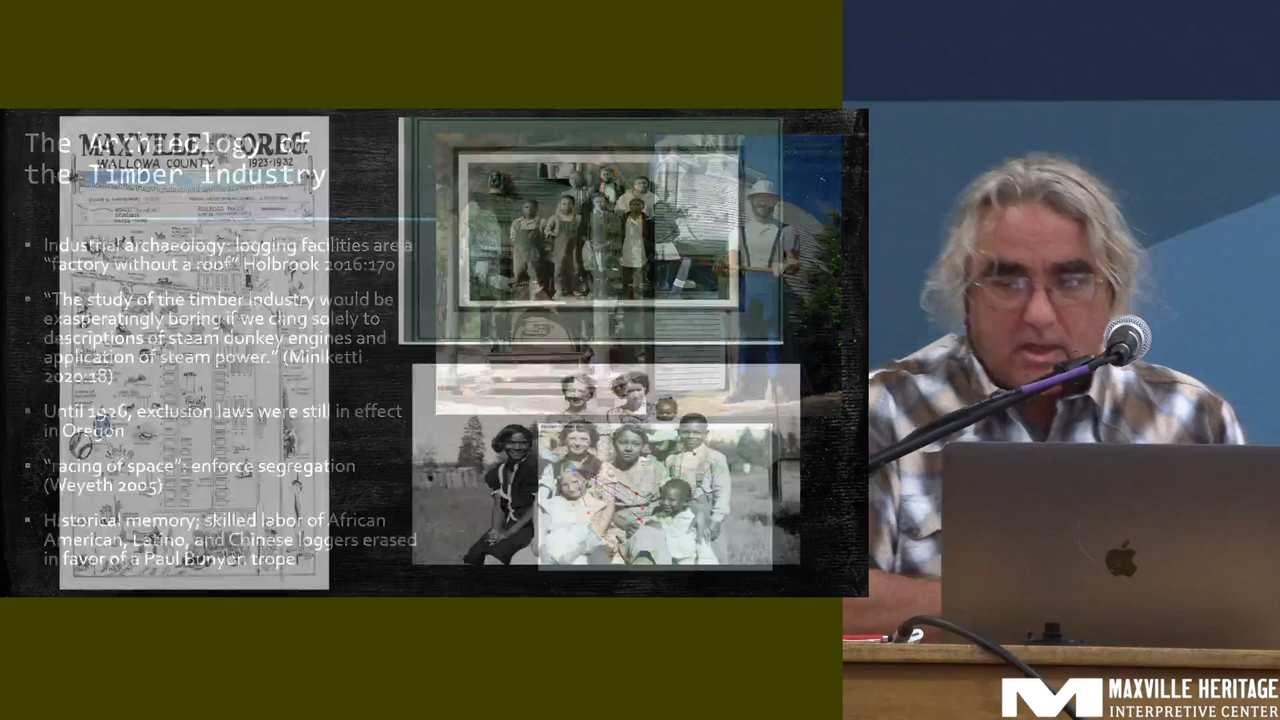 The Archaeology of
the Timber Industry
MAXVILLE, OREG.
WALLOWA COUNTY 1923-1932
Industrial archaeology: logging facilities are a
“factory without a roof” Holbrook 2016:170
“The study of the timber industry would be
exasperatingly boring if we cling solely to
descriptions of steam donkey engines and
application of steam power.” (Miniketti
2020:18)
Until 1926, exclusion laws were still in effect
in Oregon
“racing of space”: enforce segregation
(Weyeth 2005)
Historical memory; skilled labor of African
American, Latino, and Chinese loggers erased
in favor of a Paul Bunyen trope
MAXVILLE HERITAGE
INTERPRETIVE CENTER